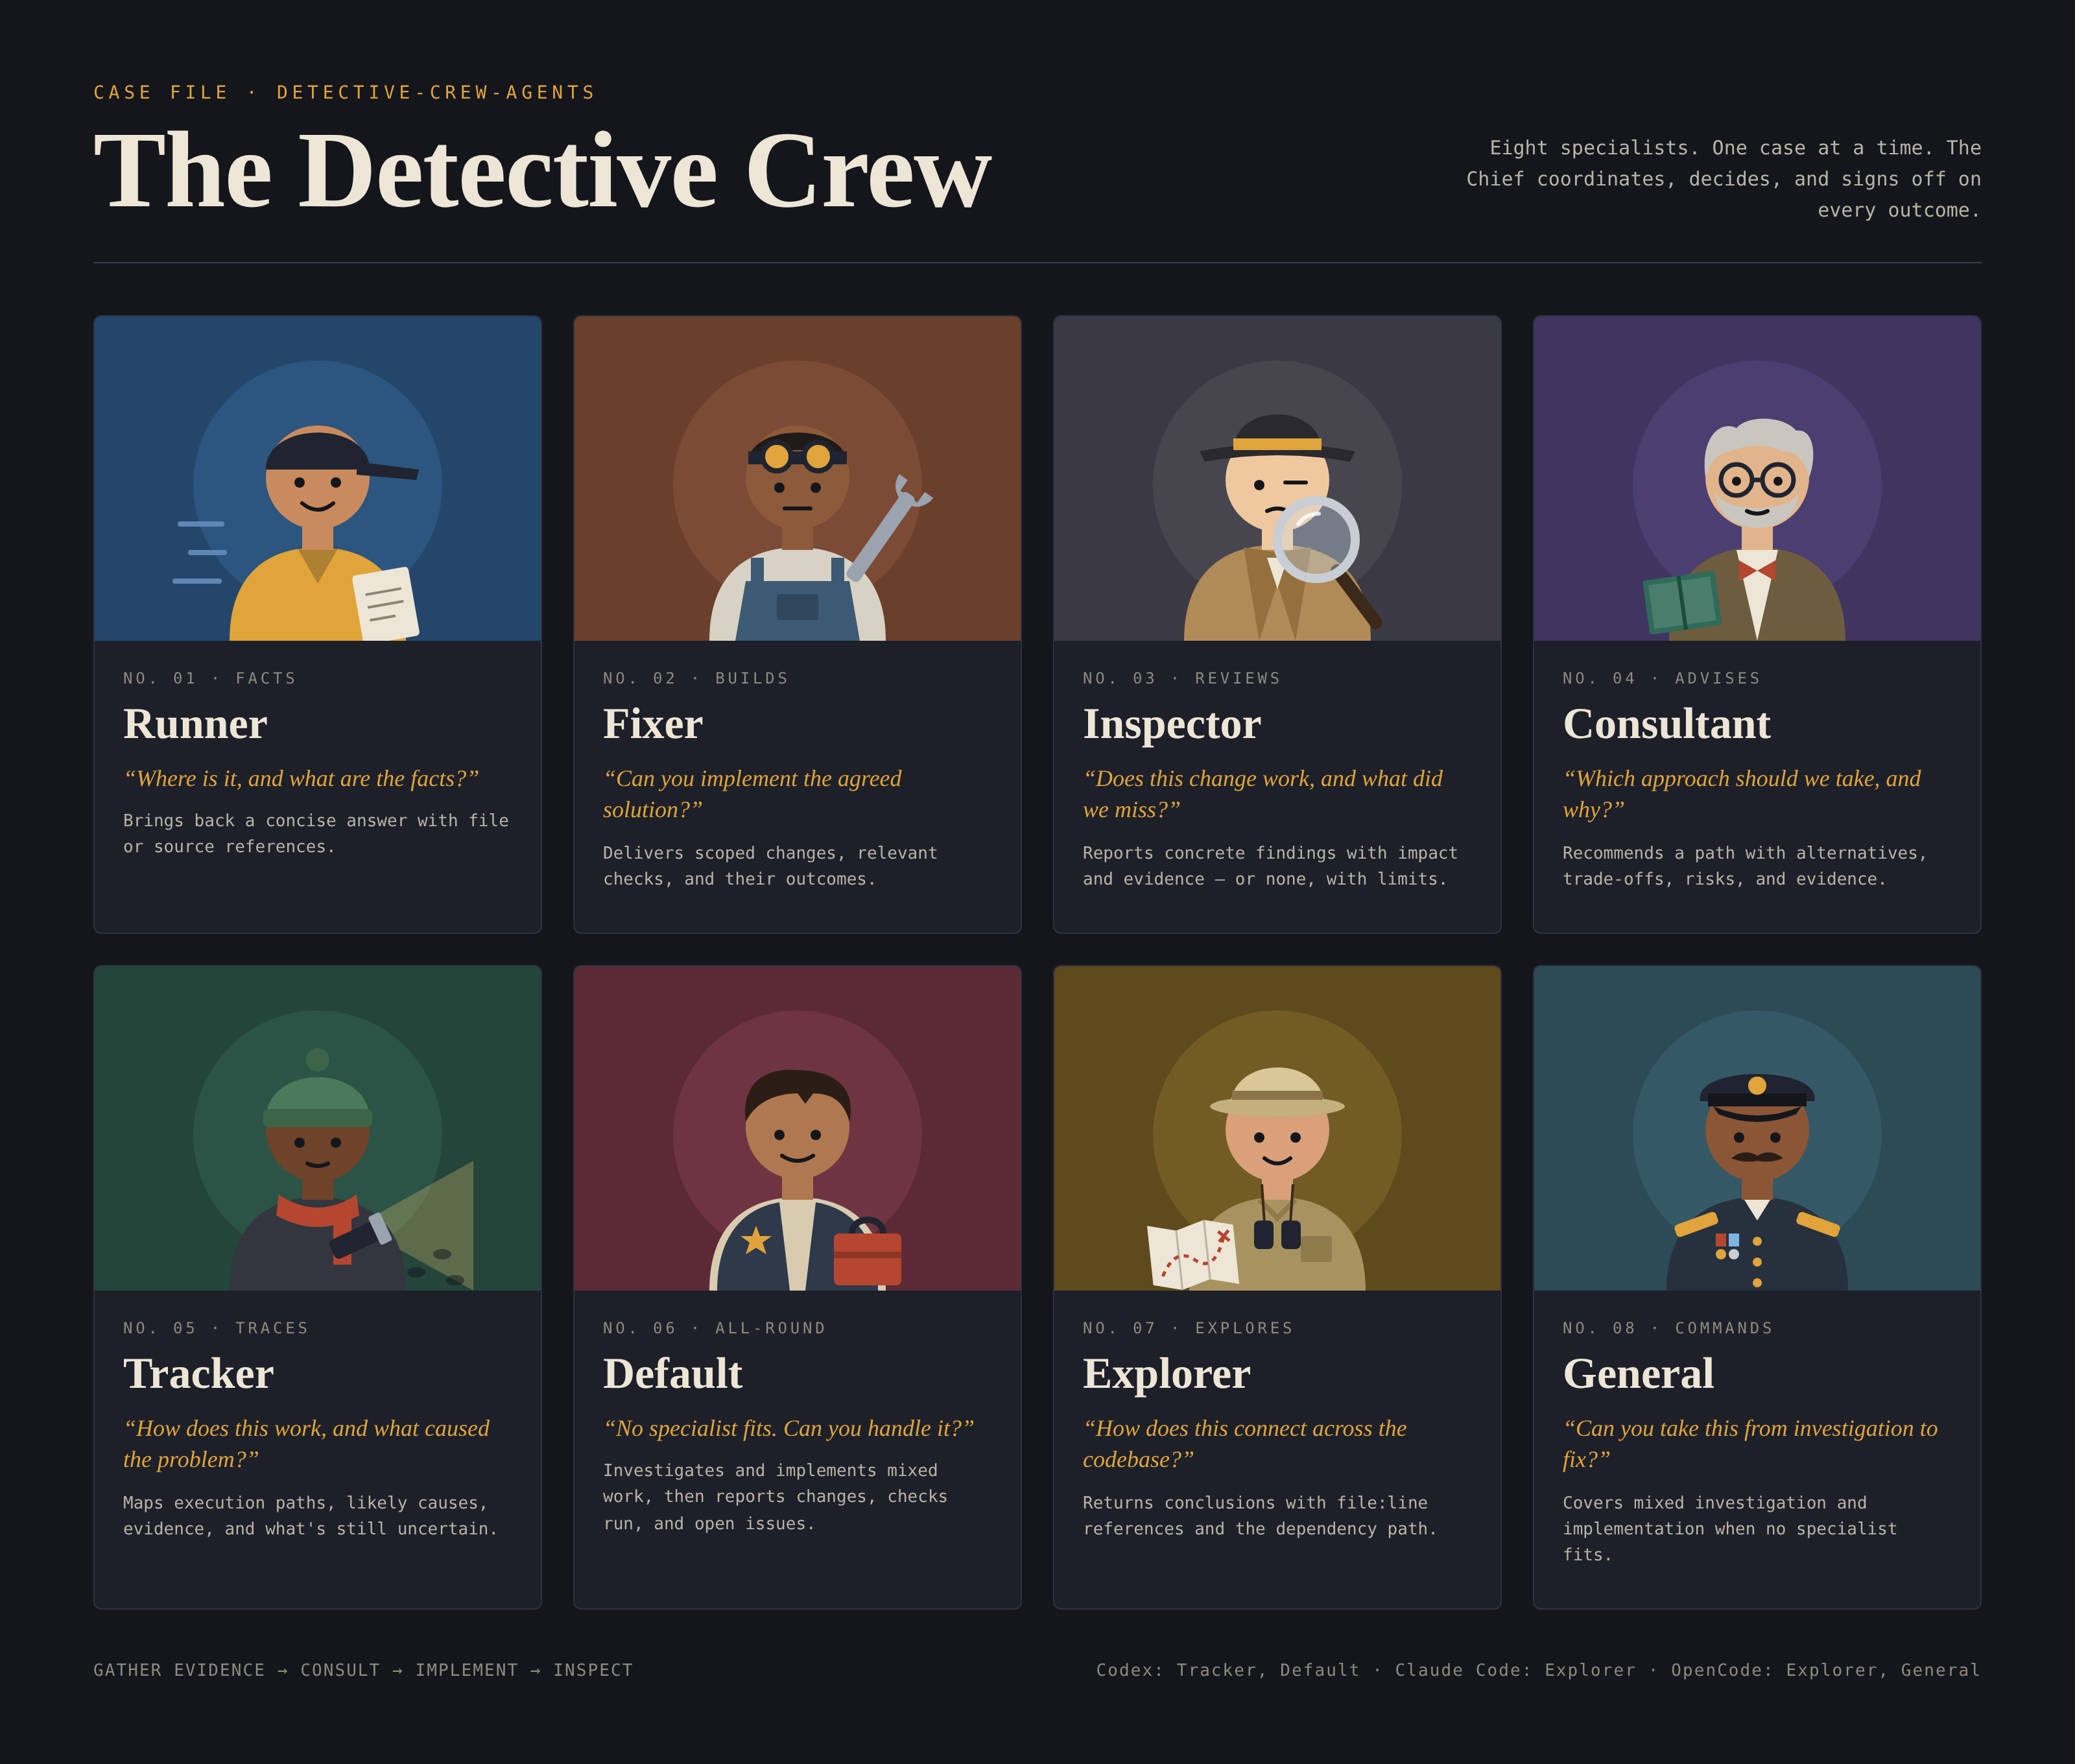 CASE FILE · DETECTIVE-CREW-AGENTS
The Detective Crew
Eight specialists. One case at a time. The
Chief coordinates, decides, and signs off on
every outcome.
NO. 01 · FACTS
Runner
“Where is it, and what are the facts?”
Brings back a concise answer with file
or source references.
NO. 02 · BUILDS
Fixer
“Can you implement the agreed
solution?”
Delivers scoped changes, relevant
checks, and their outcomes.
NO. 03 · REVIEWS
Inspector
“Does this change work, and what did
we miss?”
Reports concrete findings with impact
and evidence — or none, with limits.
NO. 04 · ADVISES
Consultant
“Which approach should we take, and
why?”
Recommends a path with alternatives,
trade-offs, risks, and evidence.
NO. 05 · TRACES
Tracker
“How does this work, and what caused
the problem?”
Maps execution paths, likely causes,
evidence, and what's still uncertain.
NO. 06 · ALL-ROUND
Default
“No specialist fits. Can you handle it?”
Investigates and implements mixed
work, then reports changes, checks
run, and open issues.
NO. 07 · EXPLORES
Explorer
“How does this connect across the
codebase?”
Returns conclusions with file:line
references and the dependency path.
NO. 08 · COMMANDS
General
“Can you take this from investigation to
fix?”
Covers mixed investigation and
implementation when no specialist
fits.
GATHER EVIDENCE → CONSULT → IMPLEMENT → INSPECT
Codex: Tracker, Default · Claude Code: Explorer · OpenCode: Explorer, General